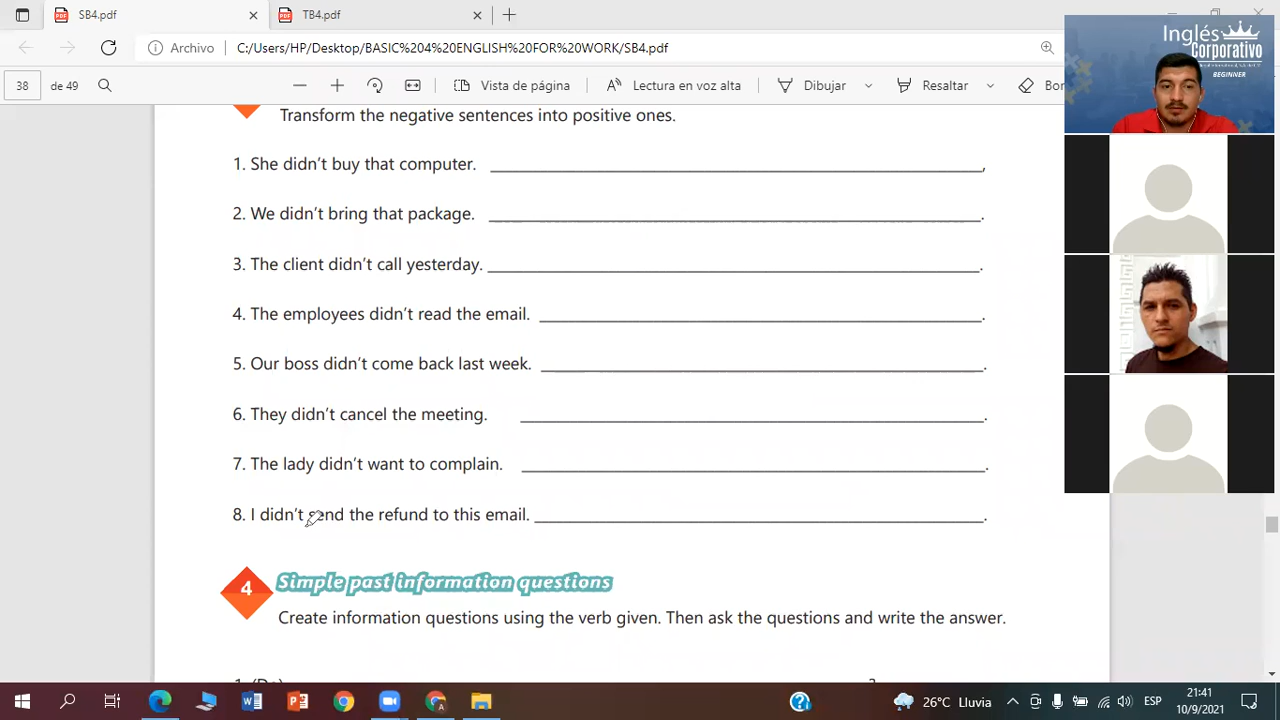 SB4.pdf
TB4.pdf
Archivo
C:/Users/HP/Desktop/BASIC%204%20ENGLISH%20FOR%20WORK/SB4.pdf
38
de 49
Vista de página
Lectura en voz alta
Dibujar
Resaltar
Bor
Inglés
Corporativo
BEGINNER
Transform the negative sentences into positive ones.
1. She didn't buy that computer. ,
2. We didn't bring that package. .
3. The client didn't call yesterday. .
4. The employees didn't read the email. .
5. Our boss didn't come back last week. .
6. They didn't cancel the meeting. .
7. The lady didn't want to complain. .
8. I didn't send the refund to this email. .
4
Simple past information questions
Create information questions using the verb given. Then ask the questions and write the answer.
26°C Lluvia
ESP
21:41
10/9/2021